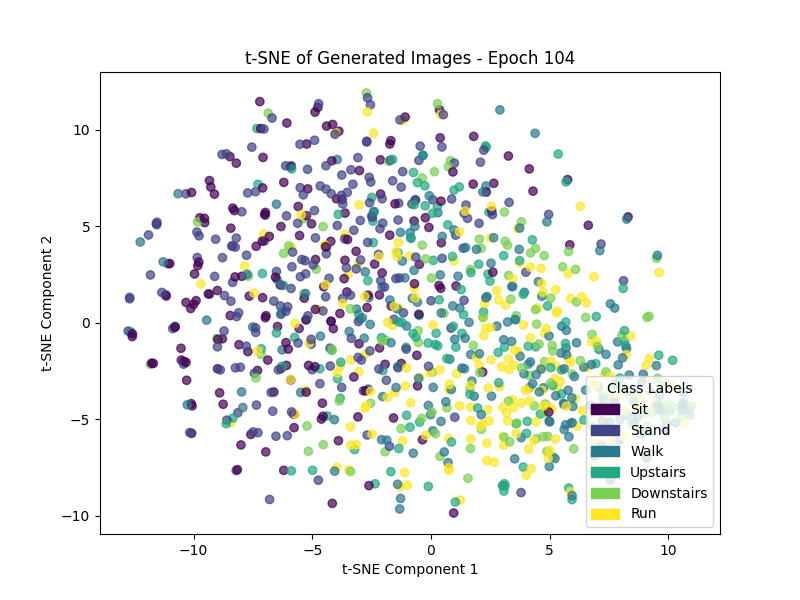 t-SNE of Generated Images - Epoch 104
t-SNE Component 2
10
5
0
−5
−10
Class Labels
Sit
Stand
Walk
Upstairs
Downstairs
Run
−10
−5
0
5
10
t-SNE Component 1